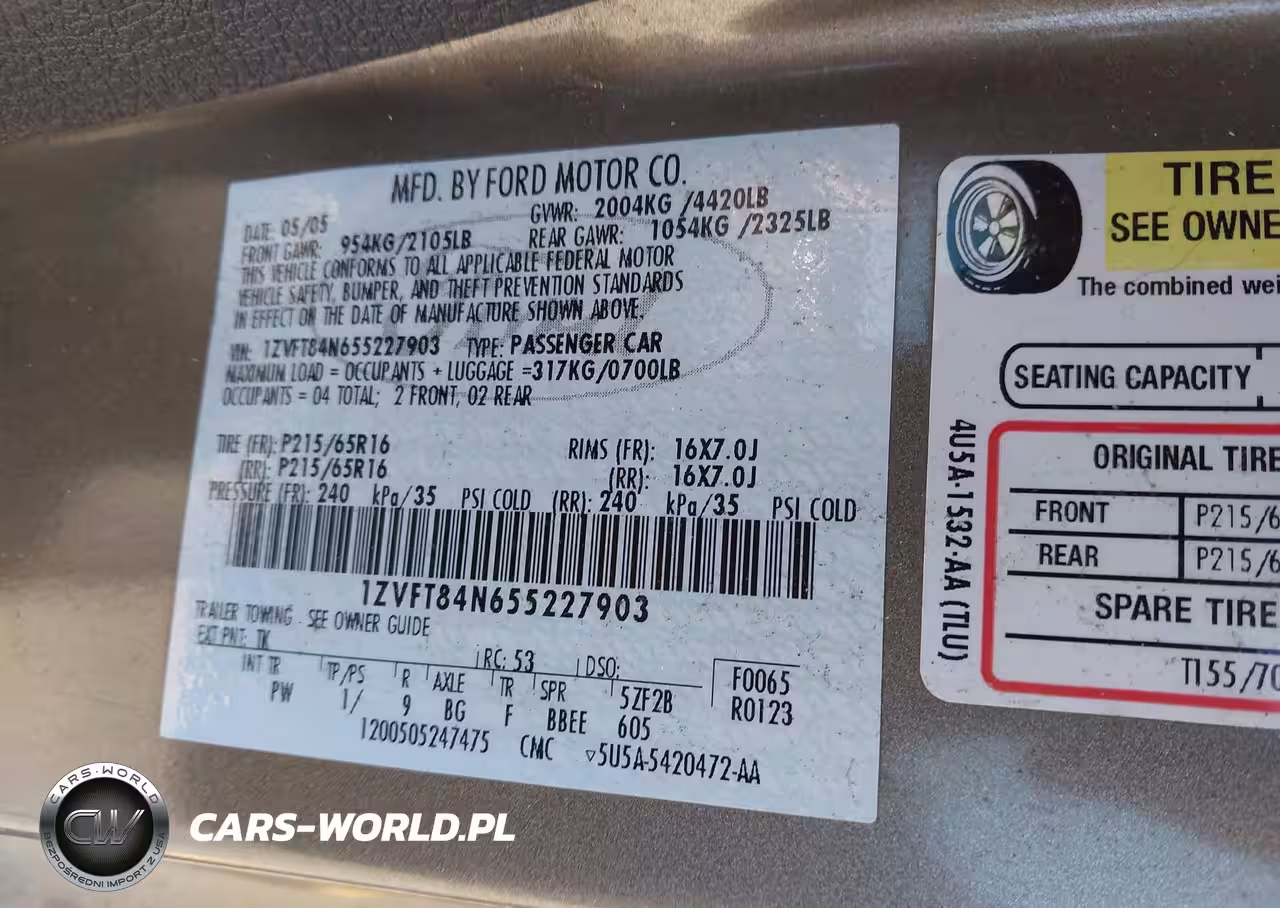 MFD. BY FORD MOTOR CO.
DATE: 05/05 GVWR: 2004KG /4420LB
FRONT GAWR: 954KG/2105LB REAR GAWR: 1054KG /2325LB
THIS VEHICLE CONFORMS TO ALL APPLICABLE FEDERAL MOTOR
VEHICLE SAFETY, BUMPER, AND THEFT PREVENTION STANDARDS
IN EFFECT ON THE DATE OF MANUFACTURE SHOWN ABOVE.
VIN: 1ZVFT84N655227903 TYPE: PASSENGER CAR
MAXIMUM LOAD = OCCUPANTS + LUGGAGE =317KG/0700LB
OCCUPANTS = 04 TOTAL; 2 FRONT, 02 REAR
TIRE (FR): P215/65R16 RIMS (FR): 16X7.0J
(RR): P215/65R16 (RR): 16X7.0J
PRESSURE (FR): 240 kPa/35 PSI COLD (RR): 240 kPa/35 PSI COLD
1ZVFT84N655227903
TRAILER TOWING - SEE OWNER GUIDE
EXT PNT: TK RC: 53 DSO: F0065
INT TR TP/PS R AXLE TR SPR 5ZF2B R0123
PW 1/ 9 BG F BBEE 605
1200505247475 CMC ▽5U5A-5420472-AA
TIRE
SEE OWNE
The combined wei
SEATING CAPACITY
4U5A-1532-AA (TLU)
ORIGINAL TIRE
FRONT P215/6
REAR P215/6
SPARE TIRE
T155/70
CARS-WORLD
CW
BEZPOŚREDNI IMPORT Z USA
CARS-WORLD.PL